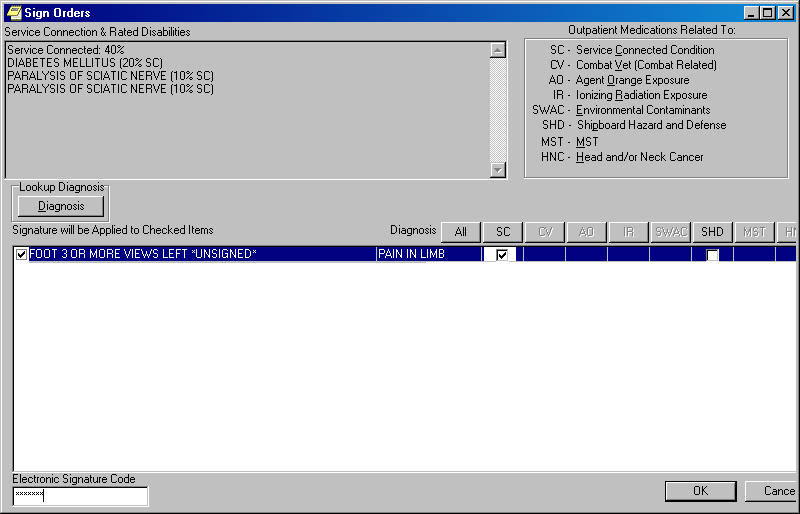 Sign Orders
Service Connection & Rated Disabilities
Service Connected: 40%
DIABETES MELLITUS (20% SC)
PARALYSIS OF SCIATIC NERVE (10% SC)
PARALYSIS OF SCIATIC NERVE (10% SC)
Outpatient Medications Related To:
SC - Service Connected Condition
CV - Combat Vet (Combat Related)
AO - Agent Orange Exposure
IR - Ionizing Radiation Exposure
SWAC - Environmental Contaminants
SHD - Shipboard Hazard and Defense
MST - MST
HNC - Head and/or Neck Cancer
Lookup Diagnosis
Diagnosis
Signature will be Applied to Checked Items
Diagnosis All SC CV AO IR SWAC SHD MST HN
FOOT 3 OR MORE VIEWS LEFT *UNSIGNED* PAIN IN LIMB
Electronic Signature Code
*******
OK Cance